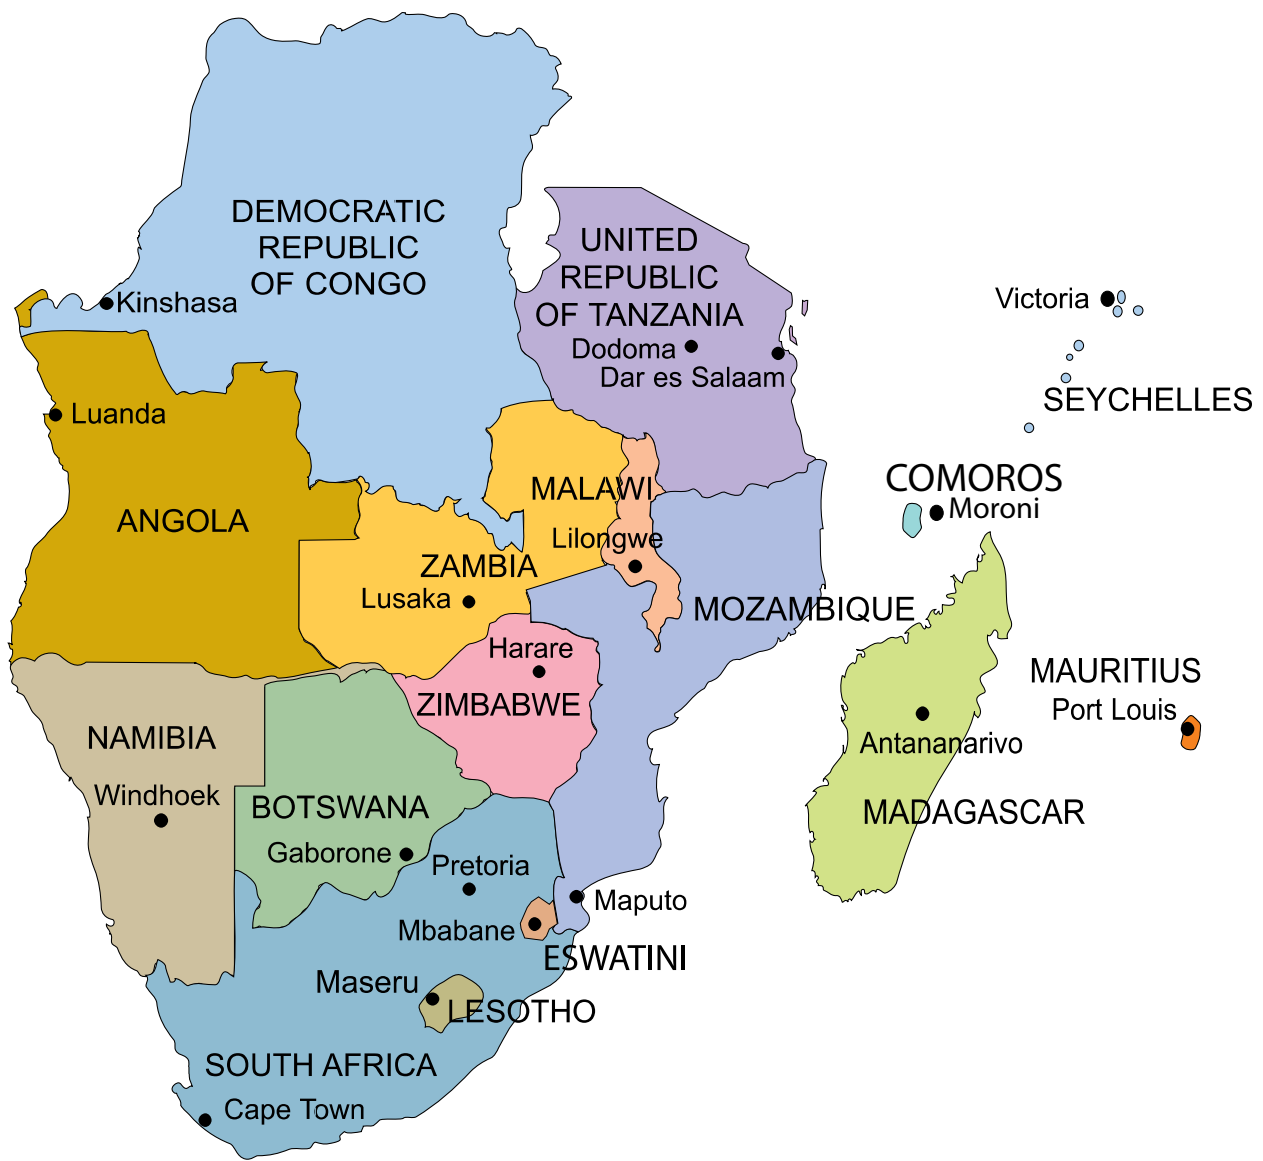 DEMOCRATIC
REPUBLIC
OF CONGO
Kinshasa
UNITED
REPUBLIC
OF TANZANIA
Dodoma
Dar es Salaam
Victoria
SEYCHELLES
Luanda
ANGOLA
MALAWI
Lilongwe
COMOROS
Moroni
ZAMBIA
Lusaka
MOZAMBIQUE
Harare
ZIMBABWE
MAURITIUS
Port Louis
NAMIBIA
Windhoek
Antananarivo
MADAGASCAR
BOTSWANA
Gaborone
Pretoria
Maputo
Mbabane
ESWATINI
Maseru
LESOTHO
SOUTH AFRICA
Cape Town